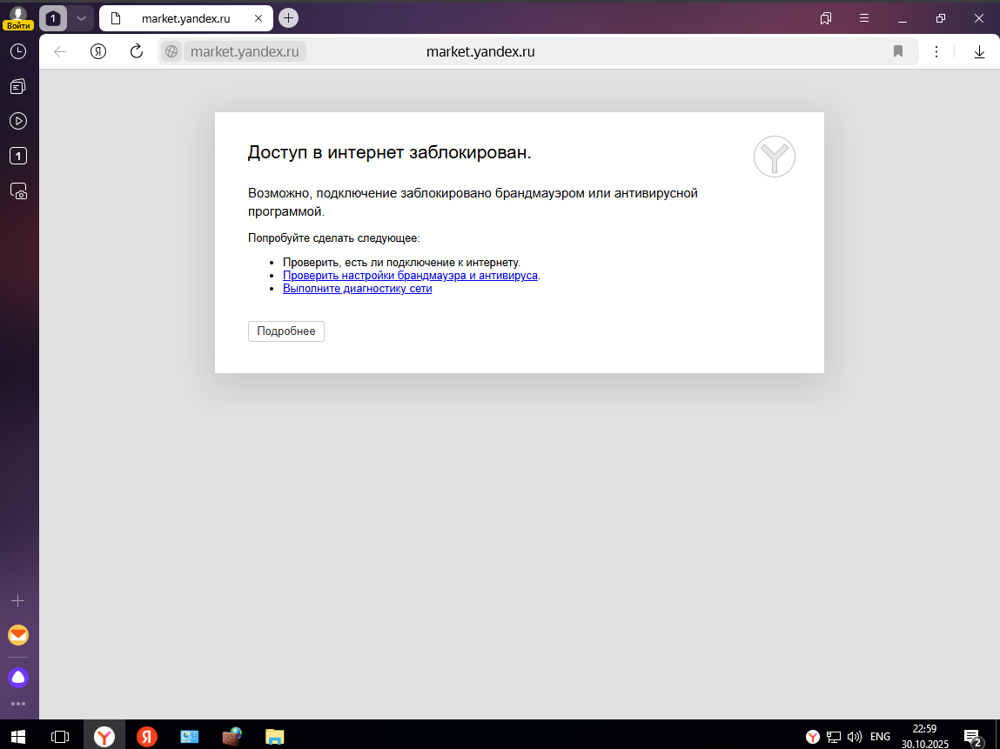 1
market.yandex.ru
Войти
Я
market.yandex.ru
market.yandex.ru
1
Доступ в интернет заблокирован.
Возможно, подключение заблокировано брандмауэром или антивирусной
программой.
Попробуйте сделать следующее:
Проверить, есть ли подключение к интернету.
Проверить настройки брандмауэра и антивируса.
Выполните диагностику сети
Подробнее
Я
ENG
22:59
30.10.2025
2